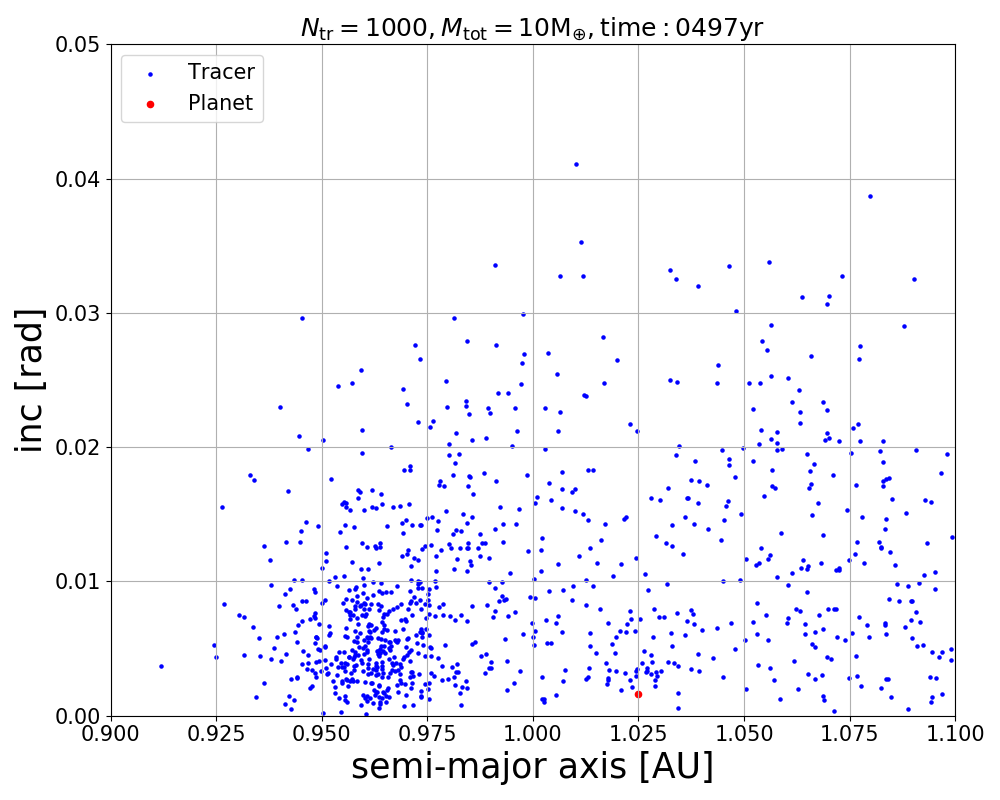 N_tr = 1000, M_tot = 10M_⊕, time : 0497yr
0.05
Tracer
Planet
0.04
0.03
0.02
0.01
0.00
inc [rad]
0.900 0.925 0.950 0.975 1.000 1.025 1.050 1.075 1.100
semi-major axis [AU]